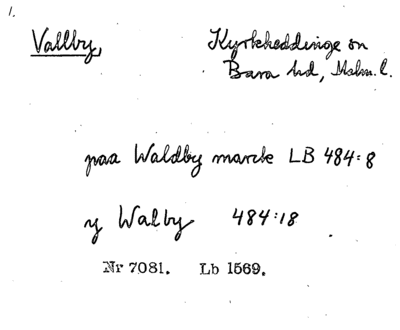 1.
Vallby, Kyrkheddinge sn
Bara hd, Malm. l.
paa Waldby marck LB 484:8
y Walby 484:18
Nr 7081. Lb 1569.